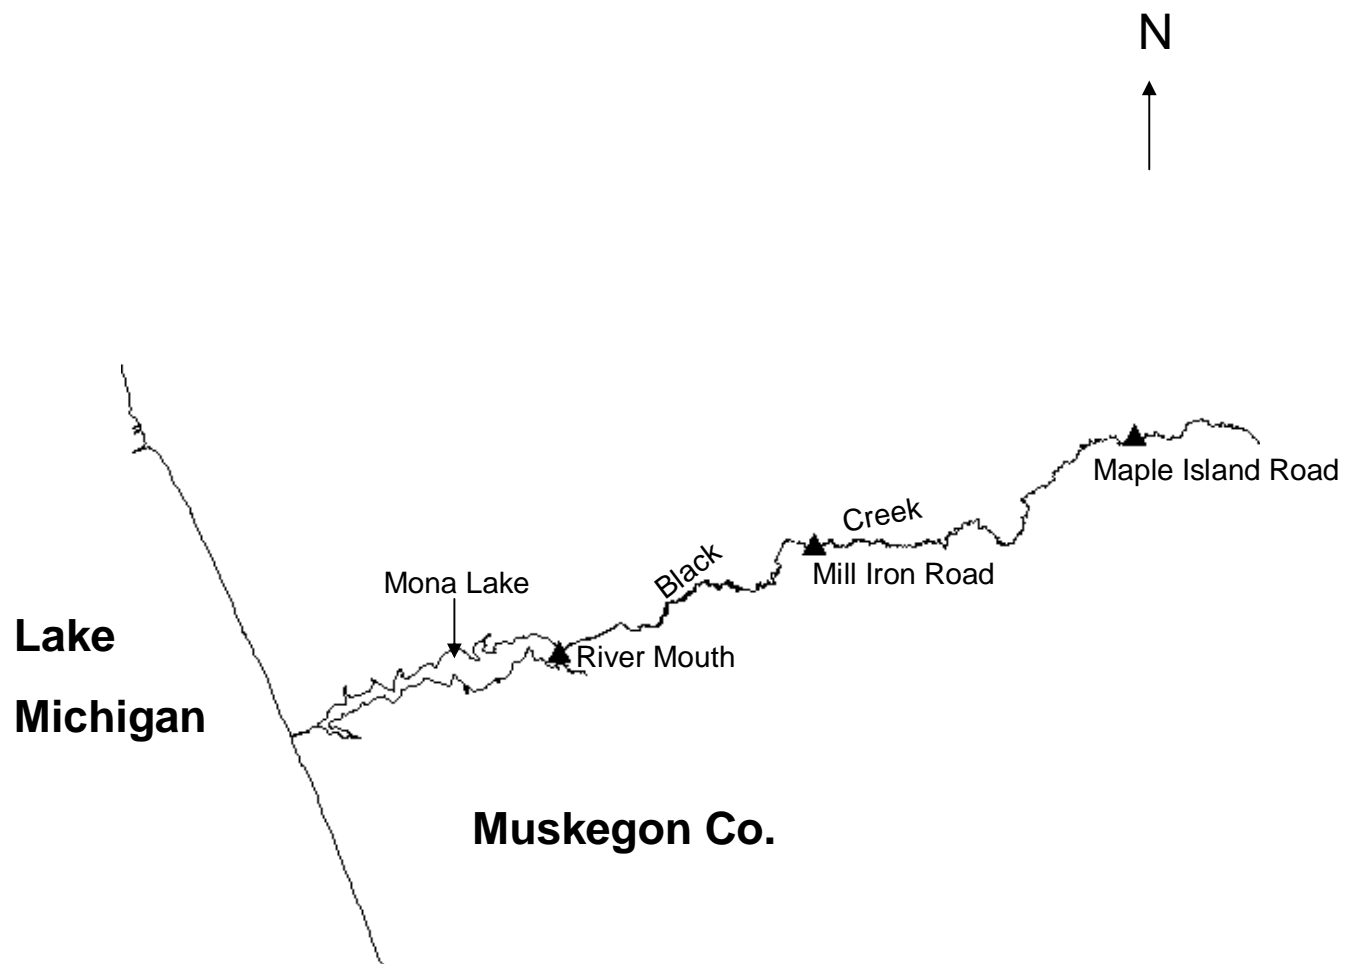 N
Maple Island Road
Creek
Mill Iron Road
Black
Mona Lake
River Mouth
Lake
Michigan
Muskegon Co.